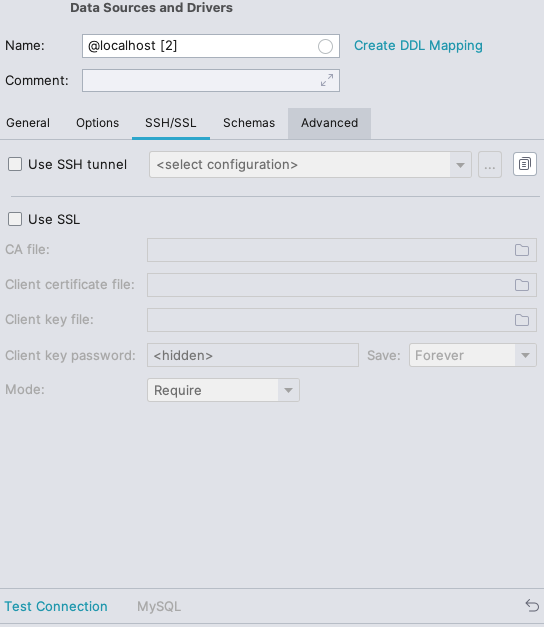 Data Sources and Drivers
Name: @localhost [2] Create DDL Mapping
Comment:
General Options SSH/SSL Schemas Advanced
Use SSH tunnel <select configuration> ...
Use SSL
CA file:
Client certificate file:
Client key file:
Client key password: <hidden> Save: Forever
Mode: Require
Test Connection MySQL